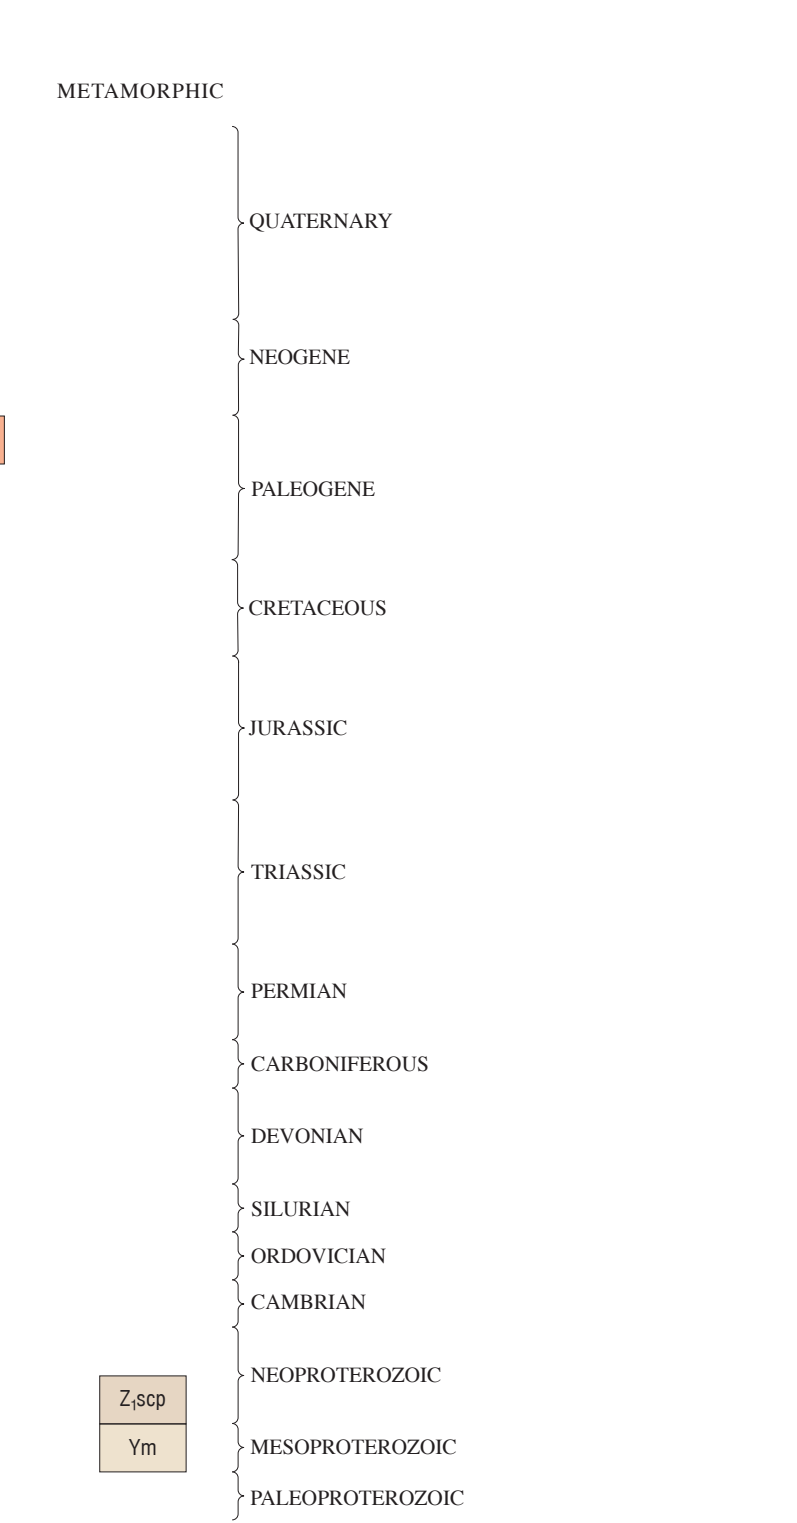 METAMORPHIC
QUATERNARY
NEOGENE
PALEOGENE
CRETACEOUS
JURASSIC
TRIASSIC
PERMIAN
CARBONIFEROUS
DEVONIAN
SILURIAN
ORDOVICIAN
CAMBRIAN
NEOPROTEROZOIC
Z₁scp
Ym
MESOPROTEROZOIC
PALEOPROTEROZOIC